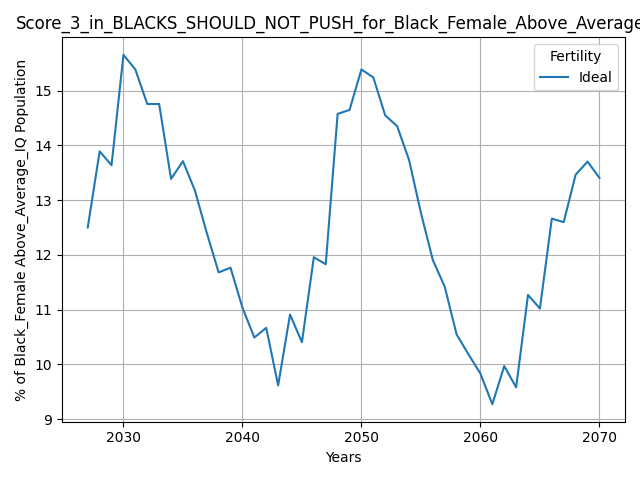 Score_3_in_BLACKS_SHOULD_NOT_PUSH_for_Black_Female_Above_Average
% of Black_Female Above_Average_IQ Population
Fertility
Ideal
15
14
13
12
11
10
9
2030 2040 2050 2060 2070
Years